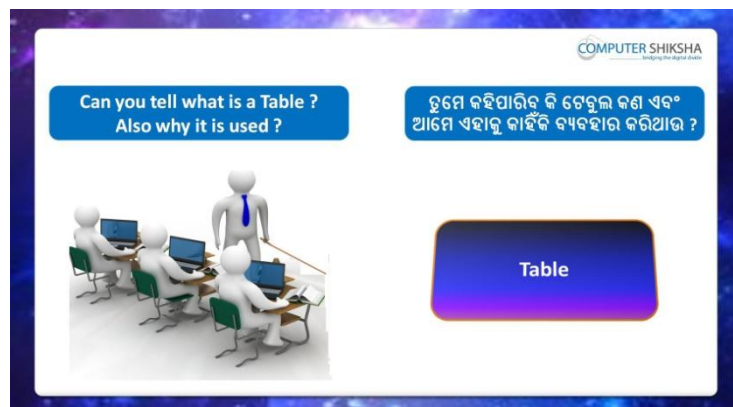 COMPUTER SHIKSHA
bridging the digital divide
Can you tell what is a Table ?
Also why it is used ?
ତୁମେ କହିପାରିବ କି ଟେବୁଲ କଣ ଏବଂ
ଆମେ ଏହାକୁ କାହିଁକି ବ୍ୟବହାର କରିଥାଉ ?
Table